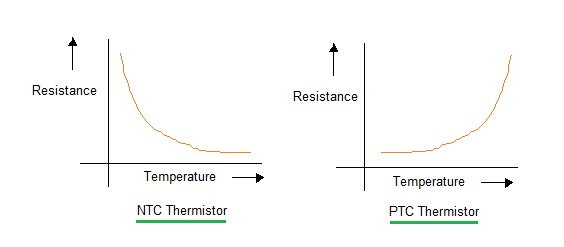 Resistance
Temperature
NTC Thermistor
Resistance
Temperature
PTC Thermistor